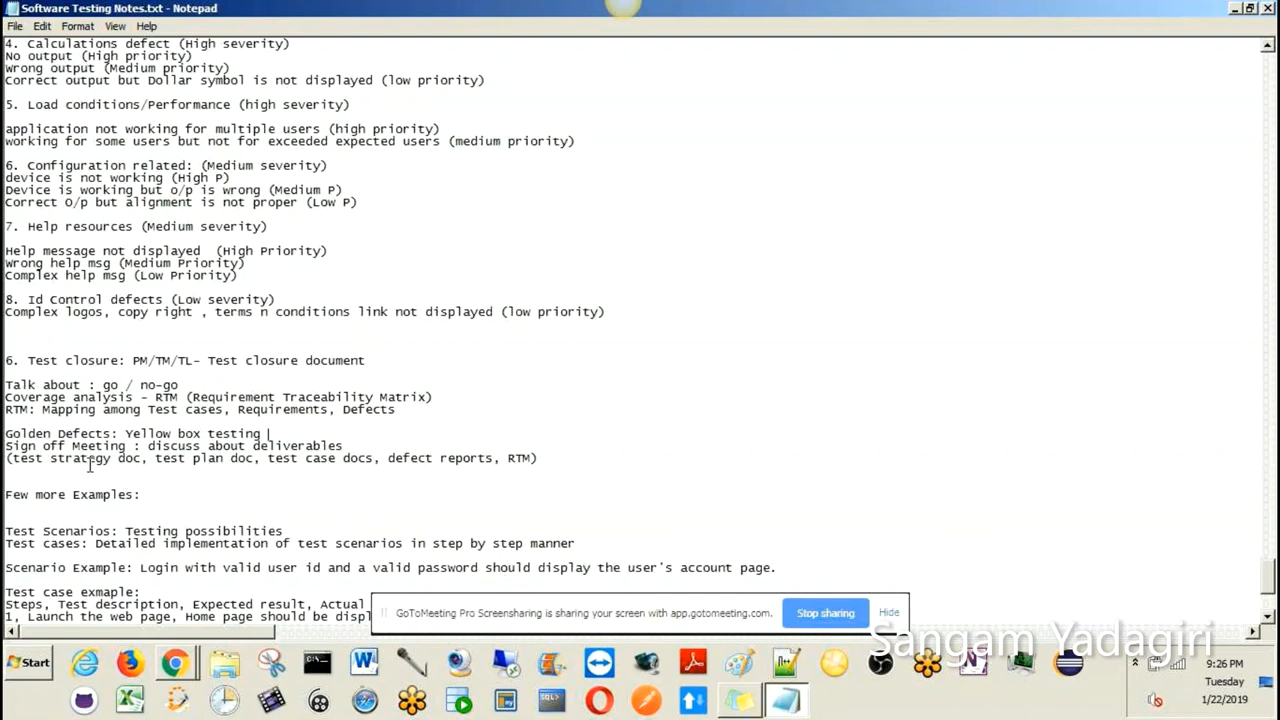 Software Testing Notes.txt - Notepad
File Edit Format View Help
4. Calculations defect (High severity)
No output (High priority)
Wrong output (Medium priority)
Correct output but Dollar symbol is not displayed (low priority)
5. Load conditions/Performance (high severity)
application not working for multiple users (high priority)
working for some users but not for exceeded expected users (medium priority)
6. Configuration related: (Medium severity)
device is not working (High P)
Device is working but o/p is wrong (Medium P)
Correct O/p but alignment is not proper (Low P)
7. Help resources (Medium severity)
Help message not displayed  (High Priority)
Wrong help msg (Medium Priority)
Complex help msg (Low Priority)
8. Id Control defects (Low severity)
Complex logos, copy right , terms n conditions link not displayed (low priority)
6. Test closure: PM/TM/TL- Test closure document
Talk about : go / no-go
Coverage analysis - RTM (Requirement Traceability Matrix)
RTM: Mapping among Test cases, Requirements, Defects
Golden Defects: Yellow box testing
Sign off Meeting : discuss about deliverables
(test strategy doc, test plan doc, test case docs, defect reports, RTM)
Few more Examples:
Test Scenarios: Testing possibilities
Test cases: Detailed implementation of test scenarios in step by step manner
Scenario Example: Login with valid user id and a valid password should display the user's account page.
Test case exmaple:
Steps, Test description, Expected result, Actual
1, Launch the web page, Home page should be displ
GoToMeeting Pro Screensharing is sharing your screen with app.gotomeeting.com. Stop sharing Hide
Sangam Yadagiri
Start
9:26 PM
Tuesday
1/22/2019